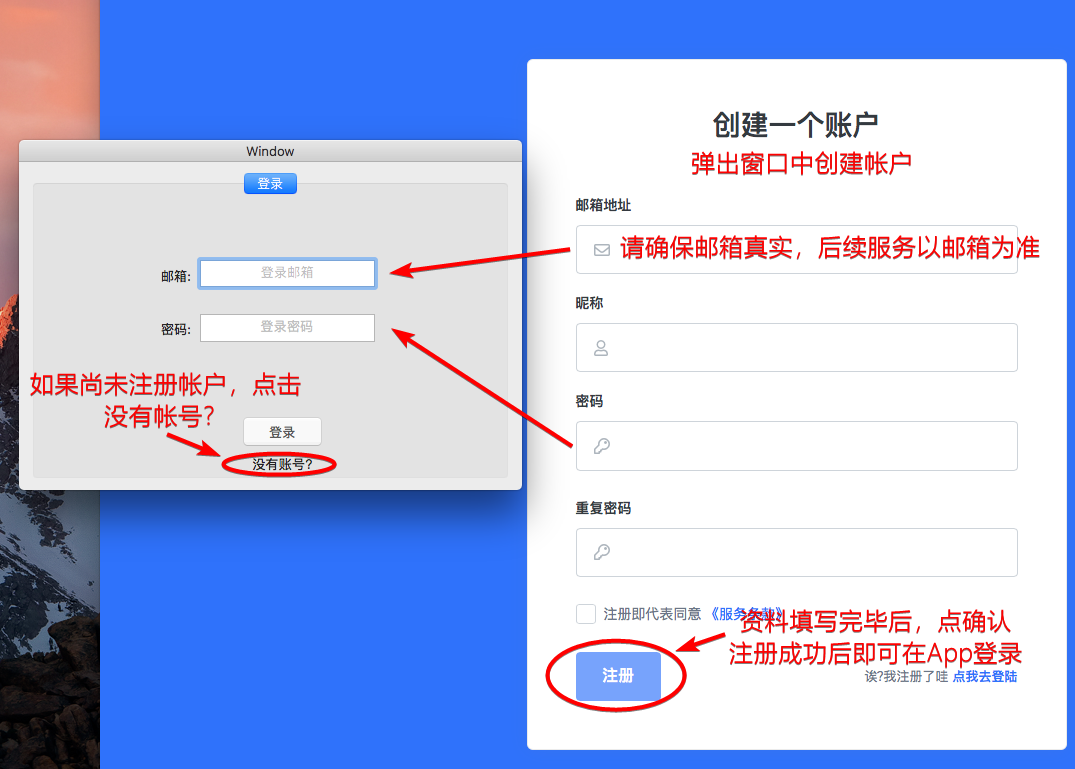 Window
登录
邮箱:
登录邮箱
密码:
登录密码
如果尚未注册帐户，点击
没有帐号？
登录
没有账号?
创建一个账户
弹出窗口中创建帐户
邮箱地址
请确保邮箱真实，后续服务以邮箱为准
昵称
密码
重复密码
注册即代表同意 《服务条款》
资料填写完毕后，点确认
注册成功后即可在App登录
注册
诶?我注册了哇 点我去登陆